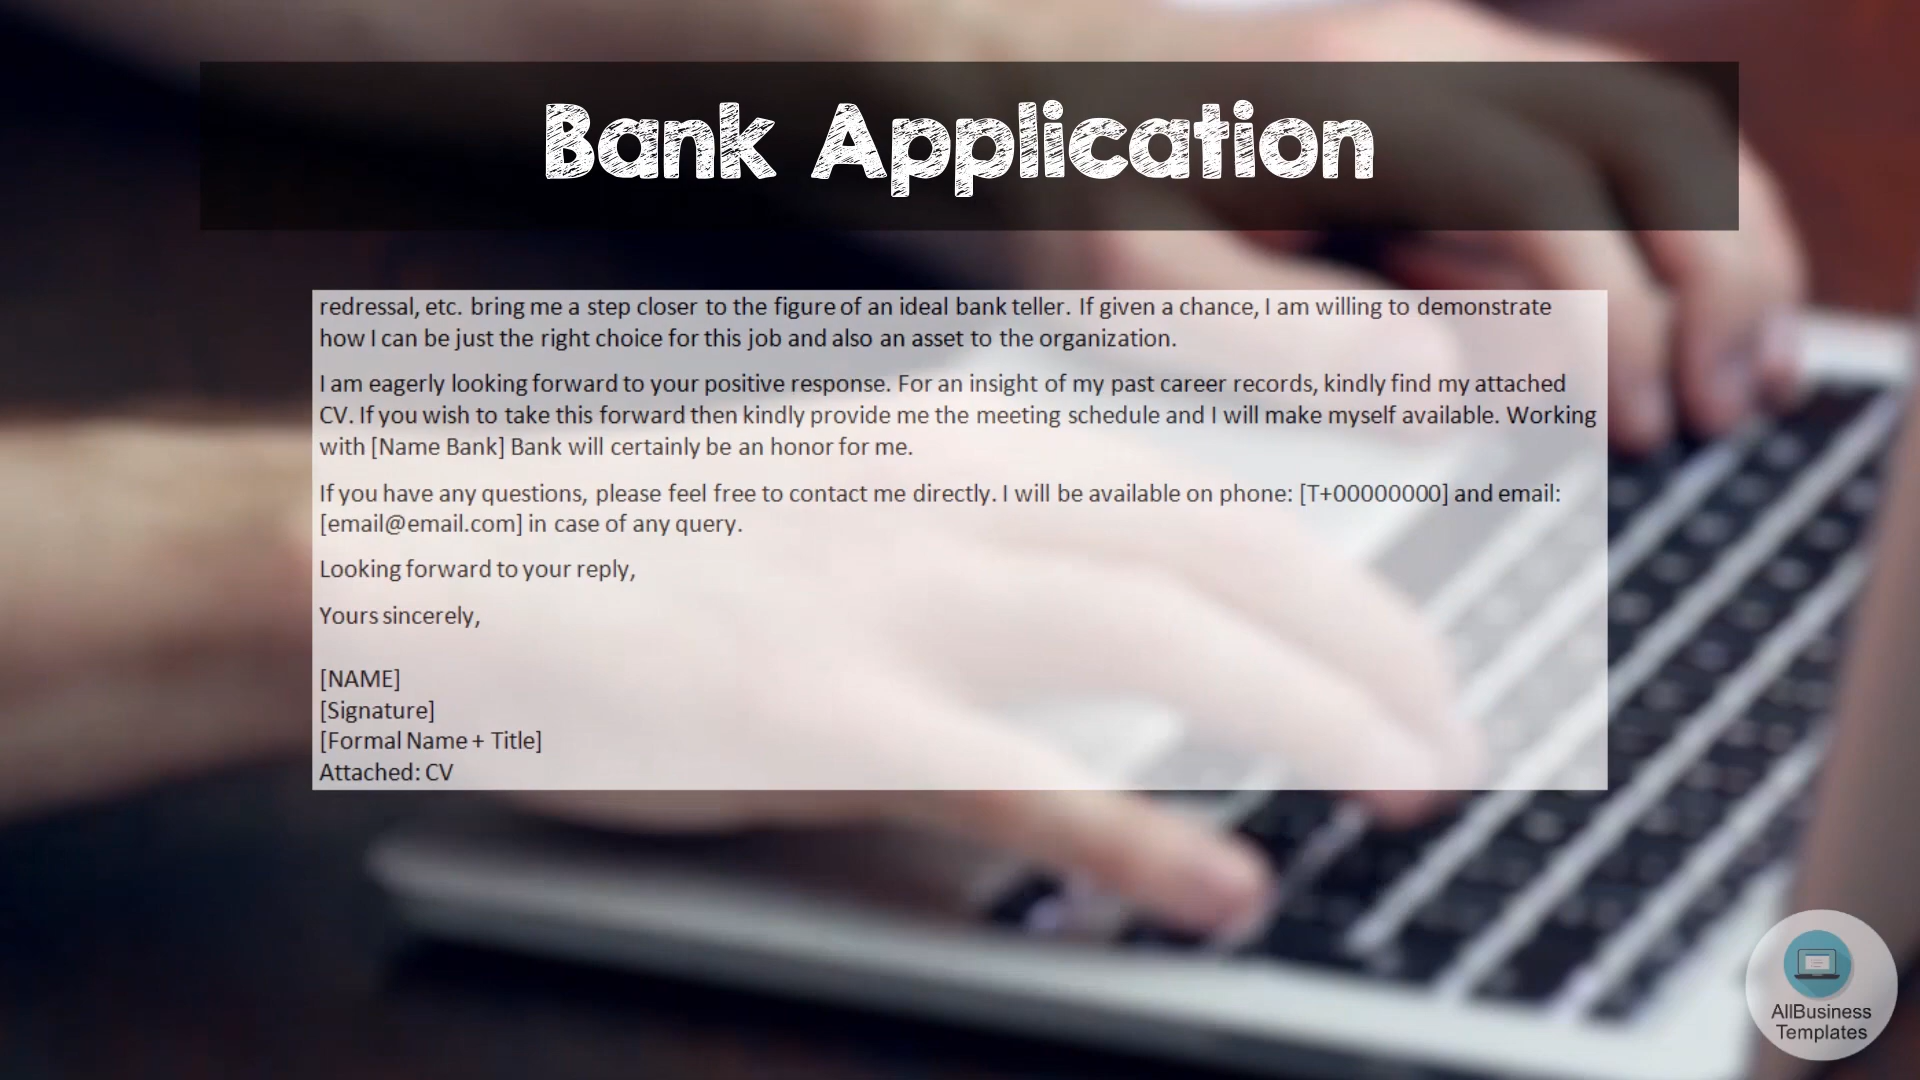 Bank Application
redressal, etc. bring me a step closer to the figure of an ideal bank teller. If given a chance, I am willing to demonstrate
how I can be just the right choice for this job and also an asset to the organization.
I am eagerly looking forward to your positive response. For an insight of my past career records, kindly find my attached
CV. If you wish to take this forward then kindly provide me the meeting schedule and I will make myself available. Working
with [Name Bank] Bank will certainly be an honor for me.
If you have any questions, please feel free to contact me directly. I will be available on phone: [T+00000000] and email:
[email@email.com] in case of any query.
Looking forward to your reply,
Yours sincerely,
[NAME]
[Signature]
[Formal Name + Title]
Attached: CV
AllBusiness
Templates